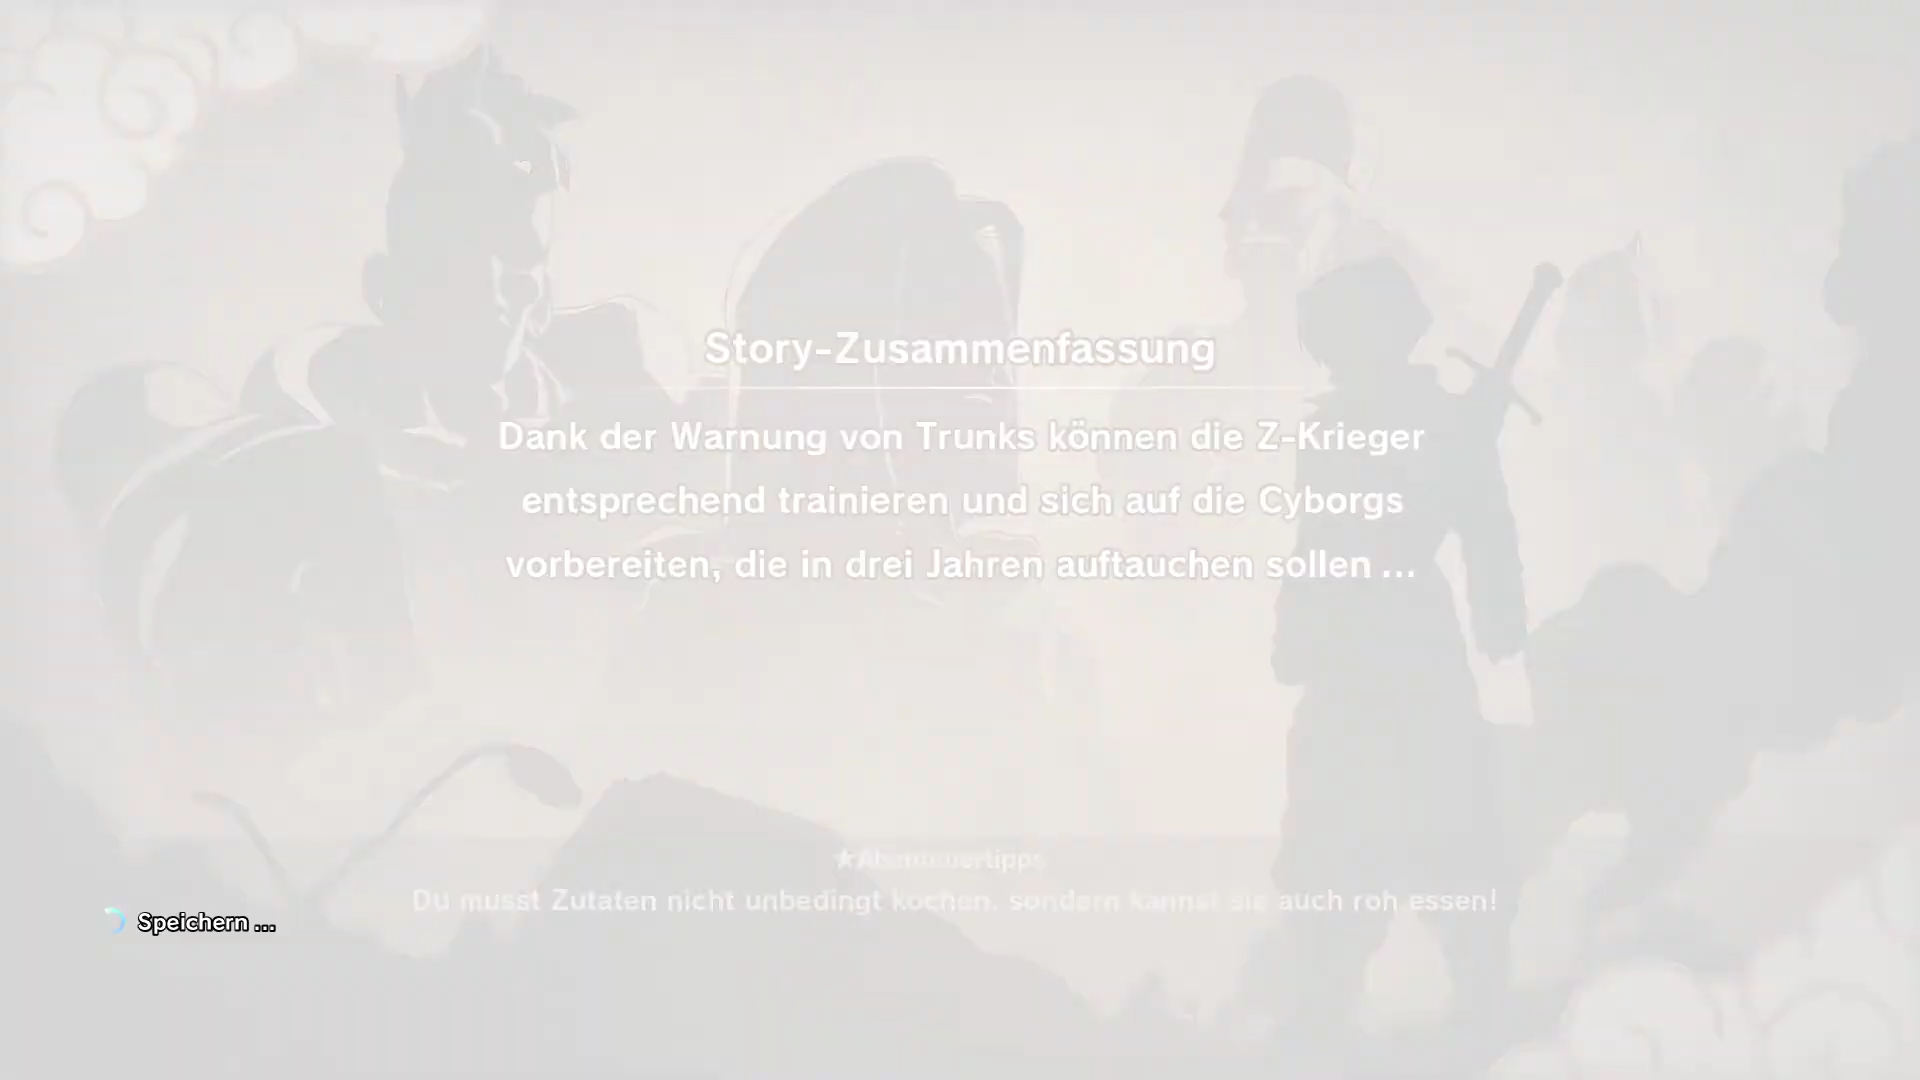 Story-Zusammenfassung
Dank der Warnung von Trunks können die Z-Krieger
entsprechend trainieren und sich auf die Cyborgs
vorbereiten, die in drei Jahren auftauchen sollen ...
★Abenteuertipps
Du musst Zutaten nicht unbedingt kochen, sondern kannst sie auch roh essen!
Speichern ...